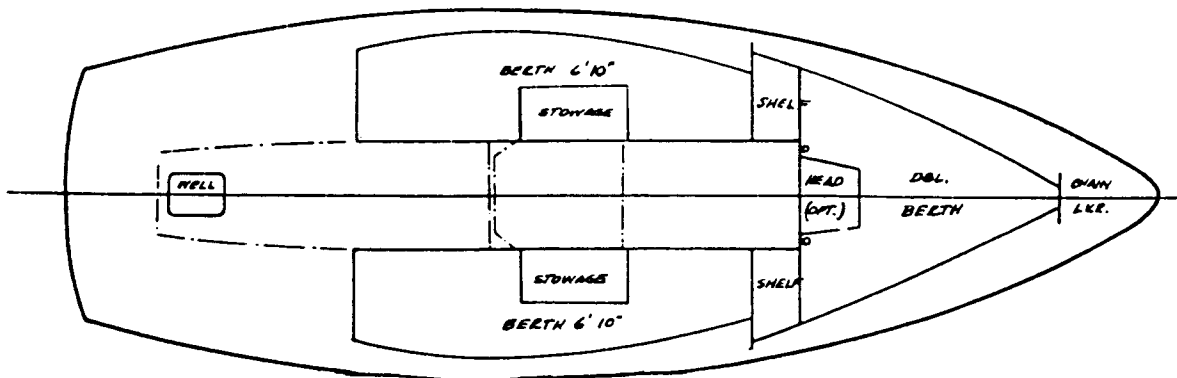 BERTH 6'10"
STOWAGE
SHELF
WELL
HEAD
(OPT.)
DBL.
BERTH
CHAIN
LKR.
STOWAGE
SHELF
BERTH 6'10"